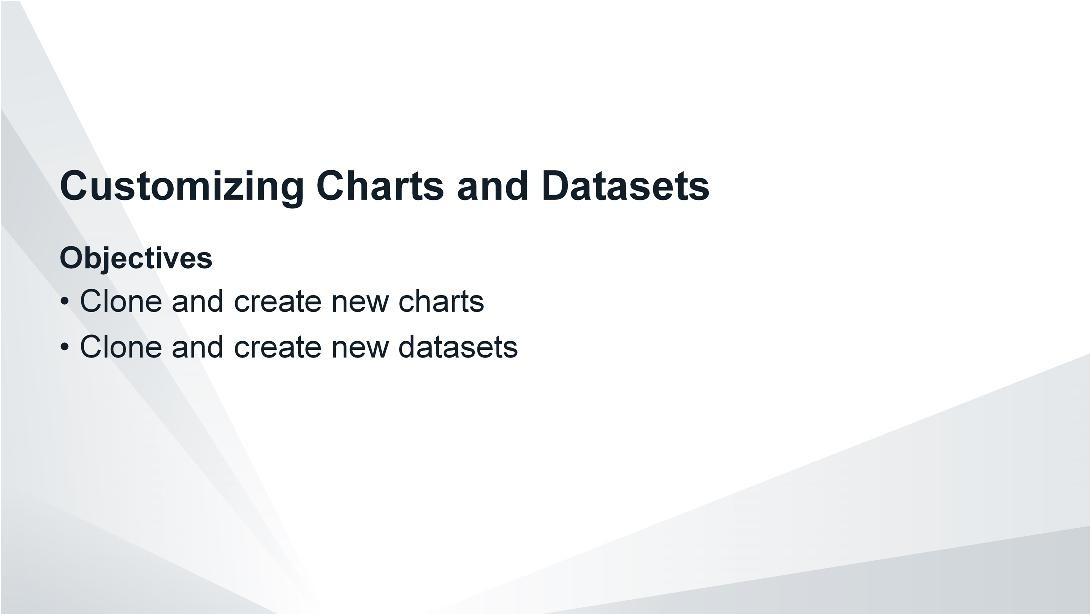 Customizing Charts and Datasets
Objectives
• Clone and create new charts
• Clone and create new datasets